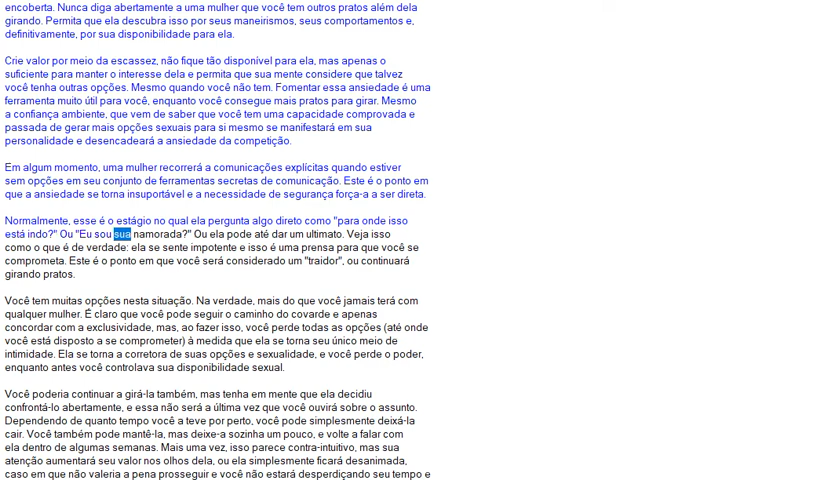 encoberta. Nunca diga abertamente a uma mulher que você tem outros pratos além dela
girando. Permita que ela descubra isso por seus maneirismos, seus comportamentos e,
definitivamente, por sua disponibilidade para ela.
Crie valor por meio da escassez, não fique tão disponível para ela, mas apenas o
suficiente para manter o interesse dela e permita que sua mente considere que talvez
você tenha outras opções. Mesmo quando você não tem. Fomentar essa ansiedade é uma
ferramenta muito útil para você, enquanto você consegue mais pratos para girar. Mesmo
a confiança ambiente, que vem de saber que você tem uma capacidade comprovada e
passada de gerar mais opções sexuais para si mesmo se manifestará em sua
personalidade e desencadeará a ansiedade da competição.
Em algum momento, uma mulher recorrerá a comunicações explícitas quando estiver
sem opções em seu conjunto de ferramentas secretas de comunicação. Este é o ponto em
que a ansiedade se torna insuportável e a necessidade de segurança força-a a ser direta.
Normalmente, esse é o estágio no qual ela pergunta algo direto como "para onde isso
está indo?" Ou "Eu sou sua namorada?" Ou ela pode até dar um ultimato. Veja isso
como o que é de verdade: ela se sente impotente e isso é uma prensa para que você se
comprometa. Este é o ponto em que você será considerado um "traidor", ou continuará
girando pratos.
Você tem muitas opções nesta situação. Na verdade, mais do que você jamais terá com
qualquer mulher. É claro que você pode seguir o caminho do covarde e apenas
concordar com a exclusividade, mas, ao fazer isso, você perde todas as opções (até onde
você está disposto a se comprometer) à medida que ela se torna seu único meio de
intimidade. Ela se torna a corretora de suas opções e sexualidade, e você perde o poder,
enquanto antes você controlava sua disponibilidade sexual.
Você poderia continuar a girá-la também, mas tenha em mente que ela decidiu
confrontá-lo abertamente, e essa não será a última vez que você ouvirá sobre o assunto.
Dependendo de quanto tempo você a teve por perto, você pode simplesmente deixá-la
cair. Você também pode mantê-la, mas deixe-a sozinha um pouco, e volte a falar com
ela dentro de algumas semanas. Mais uma vez, isso parece contra-intuitivo, mas sua
atenção aumentará seu valor nos olhos dela, ou ela simplesmente ficará desanimada,
caso em que não valeria a pena prosseguir e você não estará desperdiçando seu tempo e